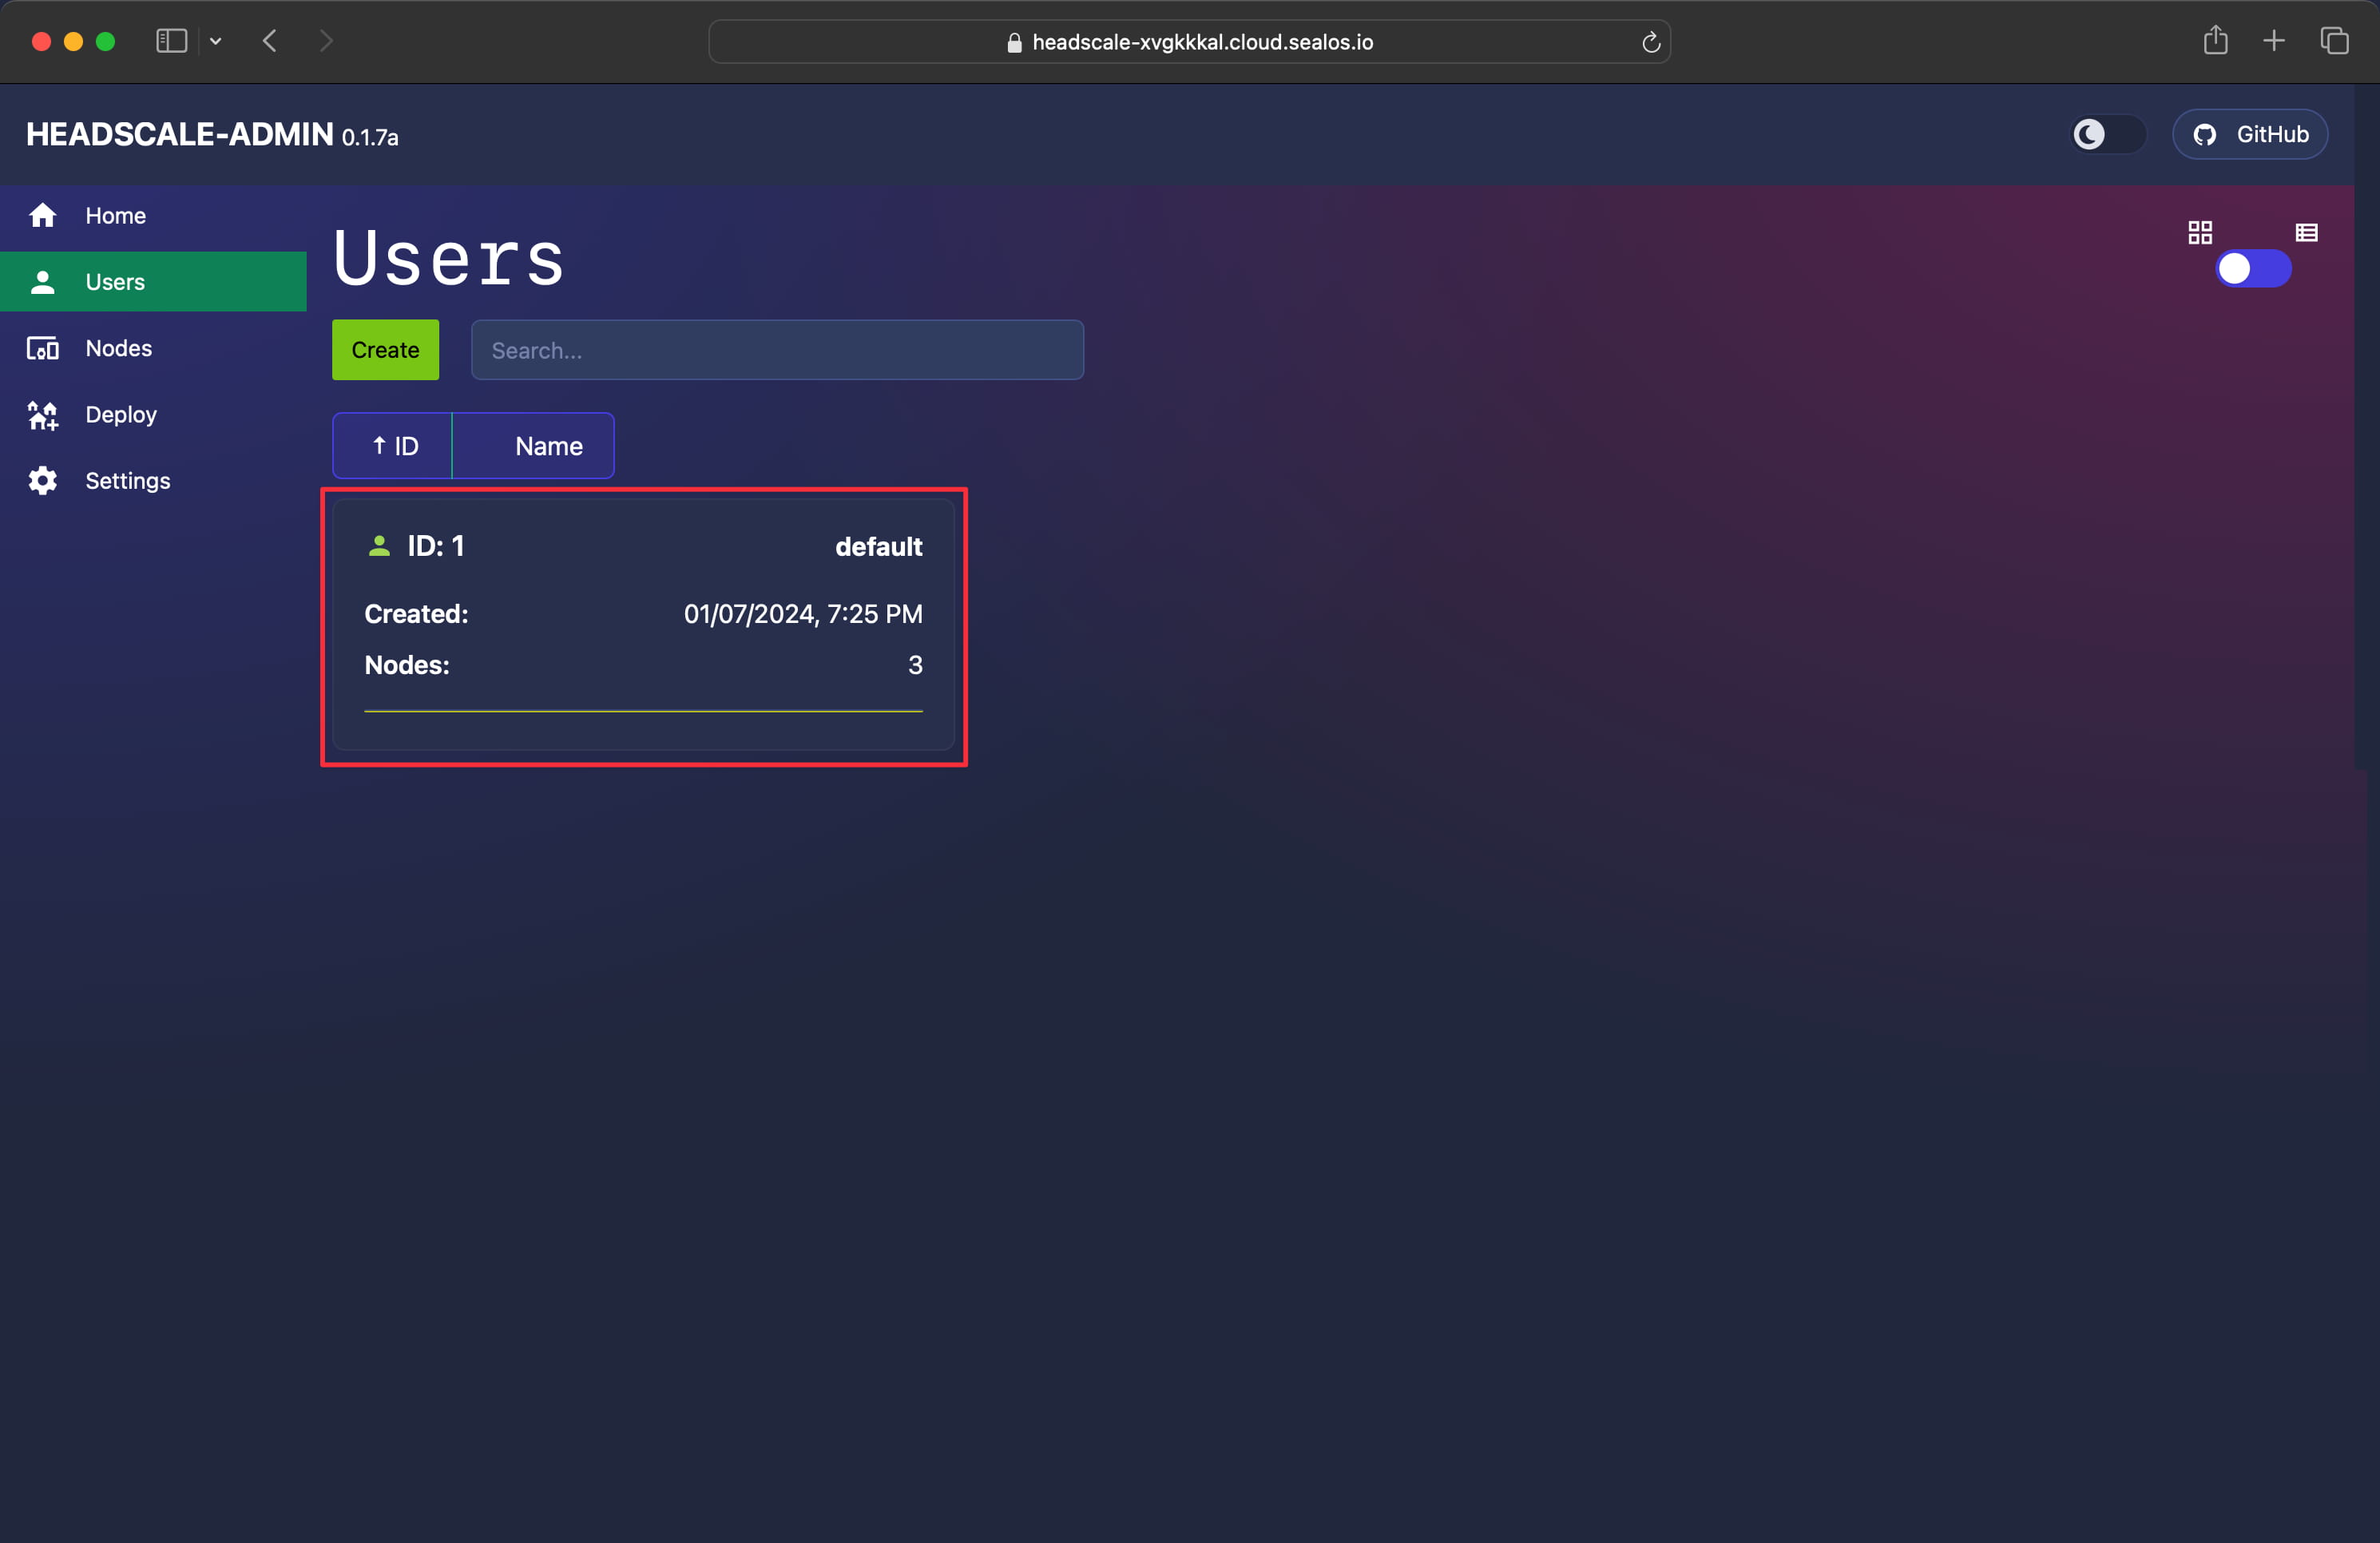 headscale-xvgkkkal.cloud.sealos.io
HEADSCALE-ADMIN 0.1.7a
GitHub
Home
Users
Nodes
Deploy
Settings
Users
Create
Search...
ID
Name
ID: 1
default
Created:
01/07/2024, 7:25 PM
Nodes:
3